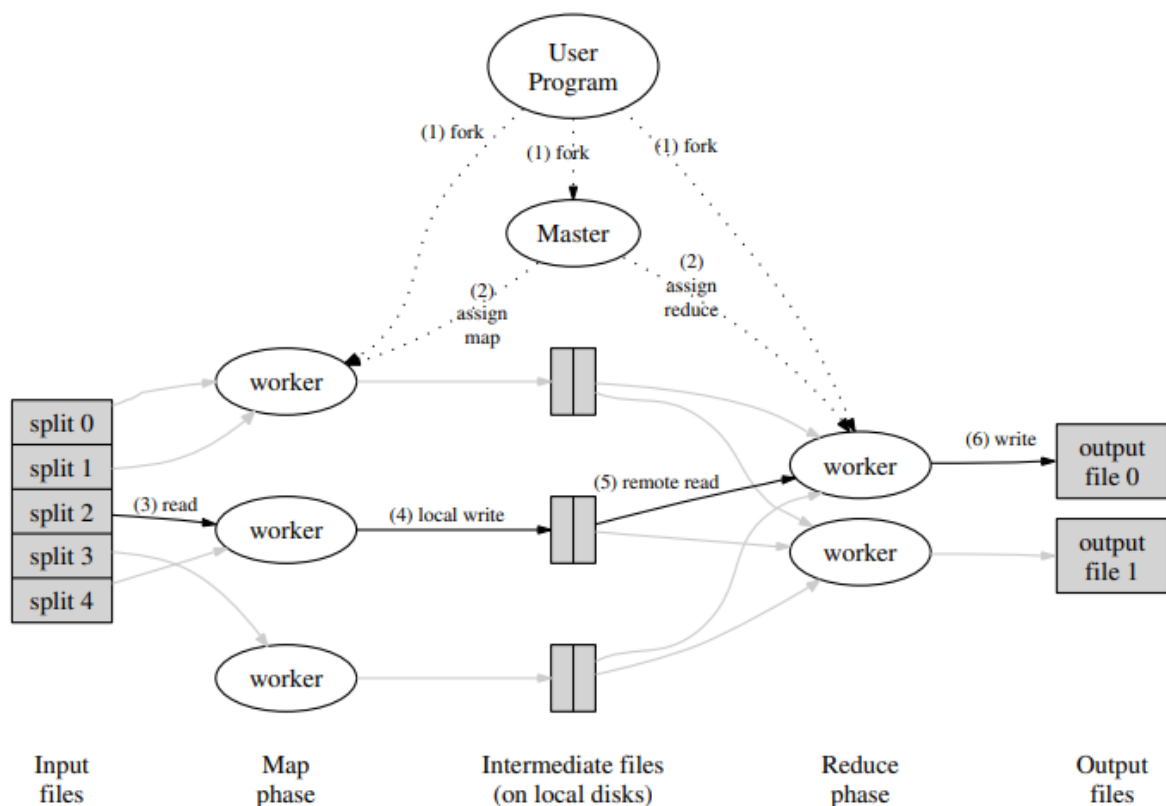 User
Program
(1) fork
(1) fork
(1) fork
Master
(2)
assign
map
(2)
assign
reduce
worker
split 0
split 1
split 2
split 3
split 4
(3) read
worker
(4) local write
(5) remote read
worker
(6) write
output
file 0
worker
output
file 1
worker
Input
files
Map
phase
Intermediate files
(on local disks)
Reduce
phase
Output
files